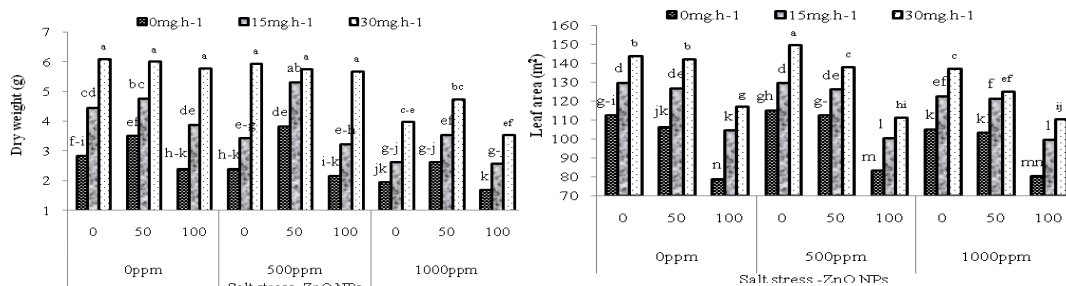 0mg.h-1 15mg.h-1 30mg.h-1
Dry weight (g)
7
6
5
4
3
2
1
f-i cd a ef bc a h-k de a
h-k e-g a de ab a i-k e-h a
jk g-j c-e g-j ef bc k g- ef
0 50 100 0 50 100 0 50 100
0ppm 500ppm 1000ppm
Salt stress -ZnO NPs
0mg.h-1 15mg.h-1 30mg.h-1
Leaf area (m²)
160
150
140
130
120
110
100
90
80
70
g-i d b jk de b n l g
gh d a g- de c m l hi
k ef c k f ef mn l ij
0 50 100 0 50 100 0 50 100
0ppm 500ppm 1000ppm
Salt stress -ZnO NPs